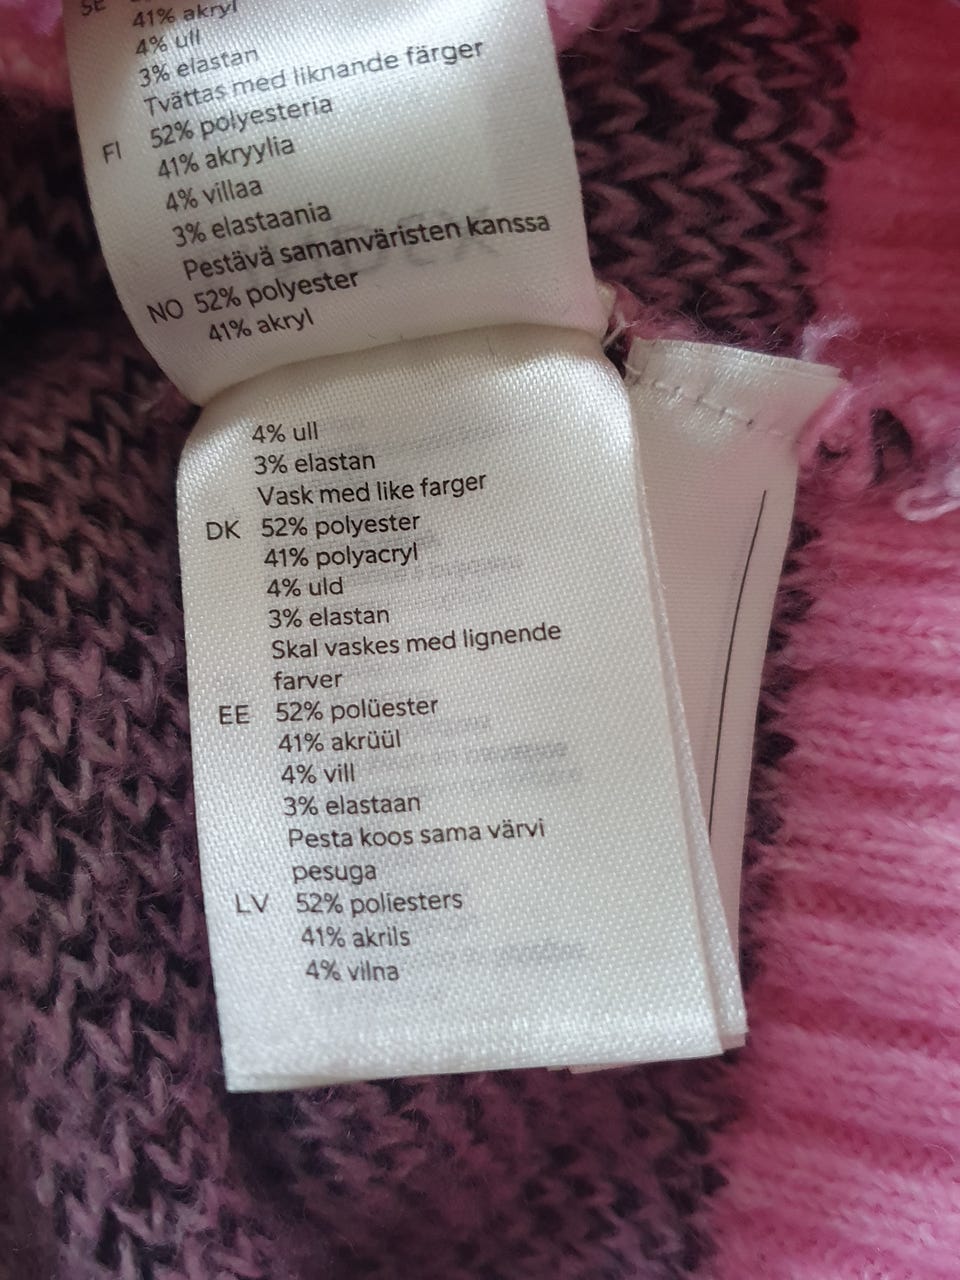 SE
41% akryl
4% ull
3% elastan
Tvättas med liknande färger
FI 52% polyesteria
41% akryylia
4% villaa
3% elastaania
Pestävä samanväristen kanssa
NO 52% polyester
41% akryl
4% ull
3% elastan
Vask med like farger
DK 52% polyester
41% polyacryl
4% uld
3% elastan
Skal vaskes med lignende
farver
EE 52% polüester
41% akrüül
4% vill
3% elastaan
Pesta koos sama värvi
pesuga
LV 52% poliesters
41% akrils
4% vilna